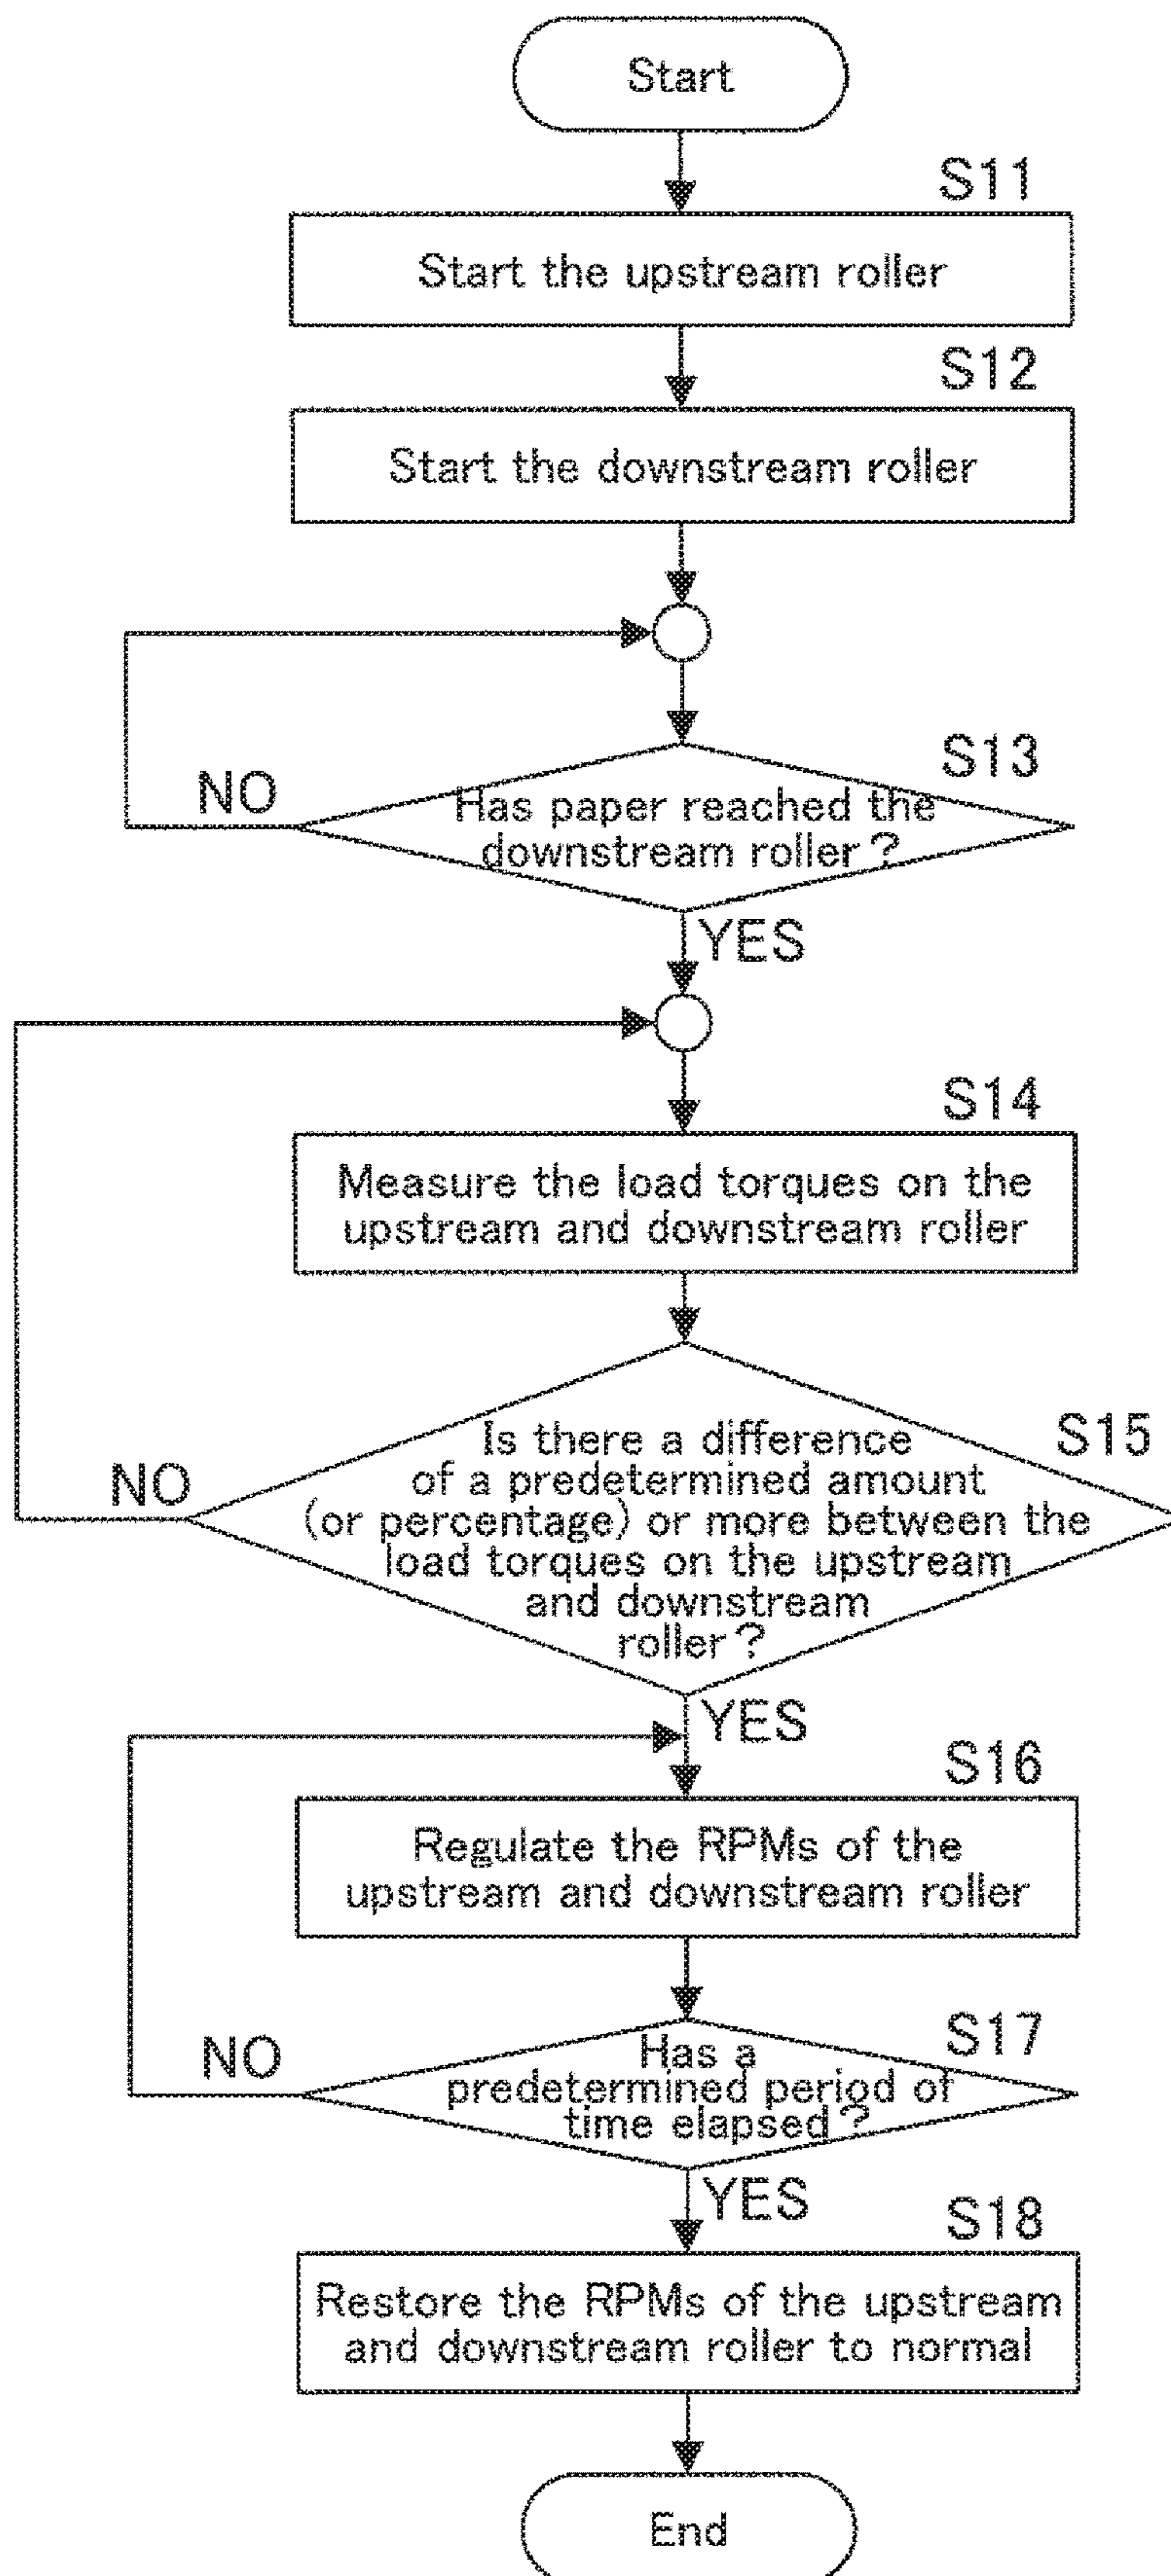 Start
S11
Start the upstream roller
S12
Start the downstream roller
S13
NO
Has paper reached the
downstream roller?
YES
S14
Measure the load torques on the
upstream and downstream roller
S15
NO
Is there a difference
of a predetermined amount
(or percentage) or more between the
load torques on the upstream
and downstream
roller?
YES
S16
Regulate the RPMs of the
upstream and downstream roller
S17
NO
Has a
predetermined period of
time elapsed?
YES
S18
Restore the RPMs of the upstream
and downstream roller to normal
End